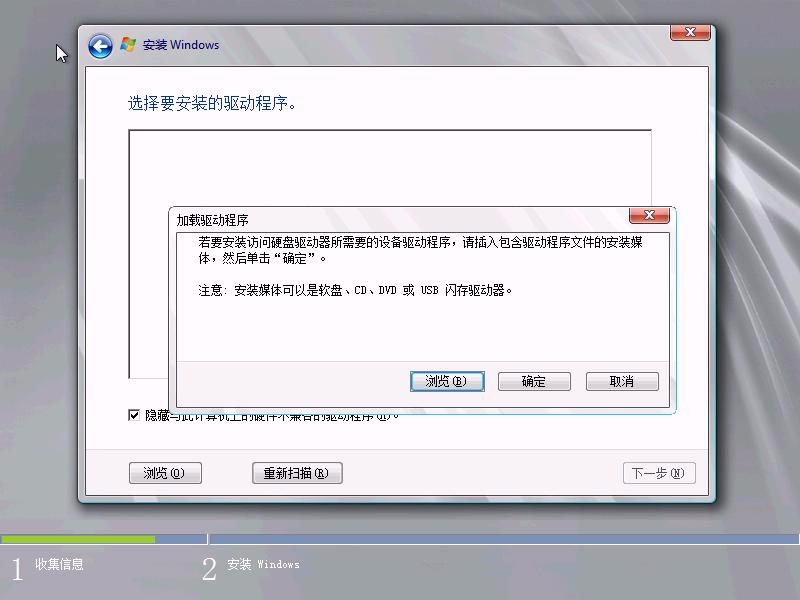 安装 Windows
选择要安装的驱动程序。
加载驱动程序
若要安装访问硬盘驱动器所需要的设备驱动程序，请插入包含驱动程序文件的安装媒
体，然后单击“确定”。
注意: 安装媒体可以是软盘、CD、DVD 或 USB 闪存驱动器。
浏览(B) 确定 取消
隐藏与此计算机上的硬件不兼容的驱动程序(H)。
浏览(O) 重新扫描(R) 下一步(N)
1 收集信息 2 安装 Windows